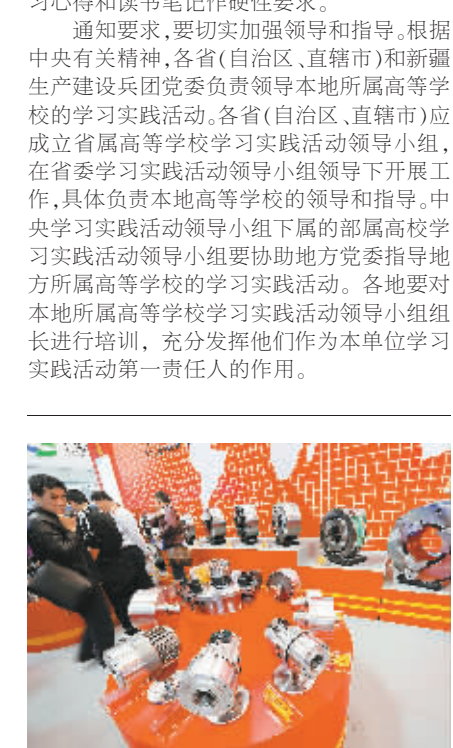 习心得和读书笔记作硬性要求。
通知要求,要切实加强领导和指导。根据
中央有关精神,各省(自治区、直辖市)和新疆
生产建设兵团党委负责领导本地所属高等学
校的学习实践活动。各省(自治区、直辖市)应
成立省属高等学校学习实践活动领导小组,
在省委学习实践活动领导小组领导下开展工
作,具体负责本地高等学校的领导和指导。中
央学习实践活动领导小组下属的部属高校学
习实践活动领导小组要协助地方党委指导地
方所属高等学校的学习实践活动。各地要对
本地所属高等学校学习实践活动领导小组组
长进行培训，充分发挥他们作为本单位学习
实践活动第一责任人的作用。